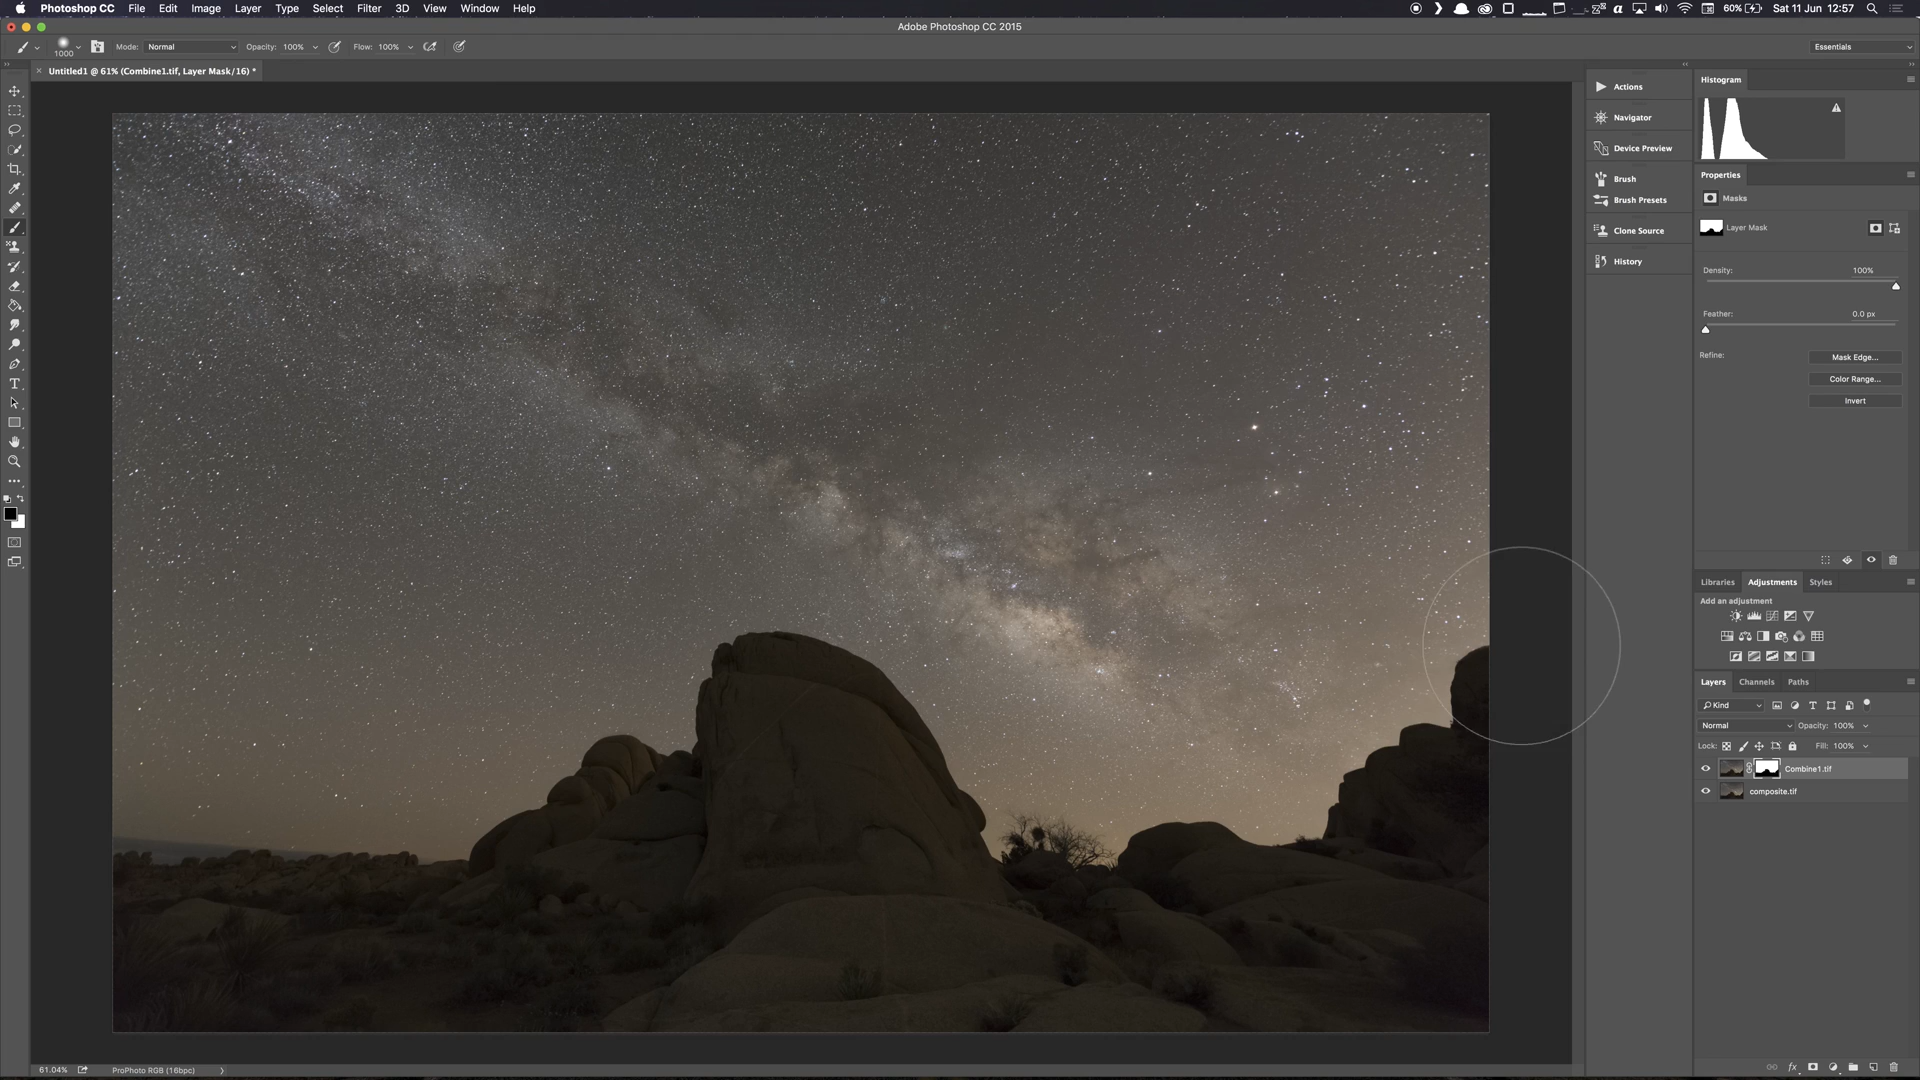 Photoshop CC File Edit Image Layer Type Select Filter 3D View Window Help 60% Sat 11 Jun 12:57
Adobe Photoshop CC 2015
1000 Mode: Normal Opacity: 100% Flow: 100% Essentials
Untitled1 @ 61% (Combine1.tif, Layer Mask/16) *
Actions
Navigator
Device Preview
Brush
Brush Presets
Clone Source
History
Histogram
Properties
Masks
Layer Mask
Density: 100%
Feather: 0.0 px
Refine: Mask Edge...
Color Range...
Invert
Libraries Adjustments Styles
Add an adjustment
Layers Channels Paths
Kind
Normal Opacity: 100%
Lock: Fill: 100%
Combine1.tif
composite.tif
61.04% ProPhoto RGB (16bpc)